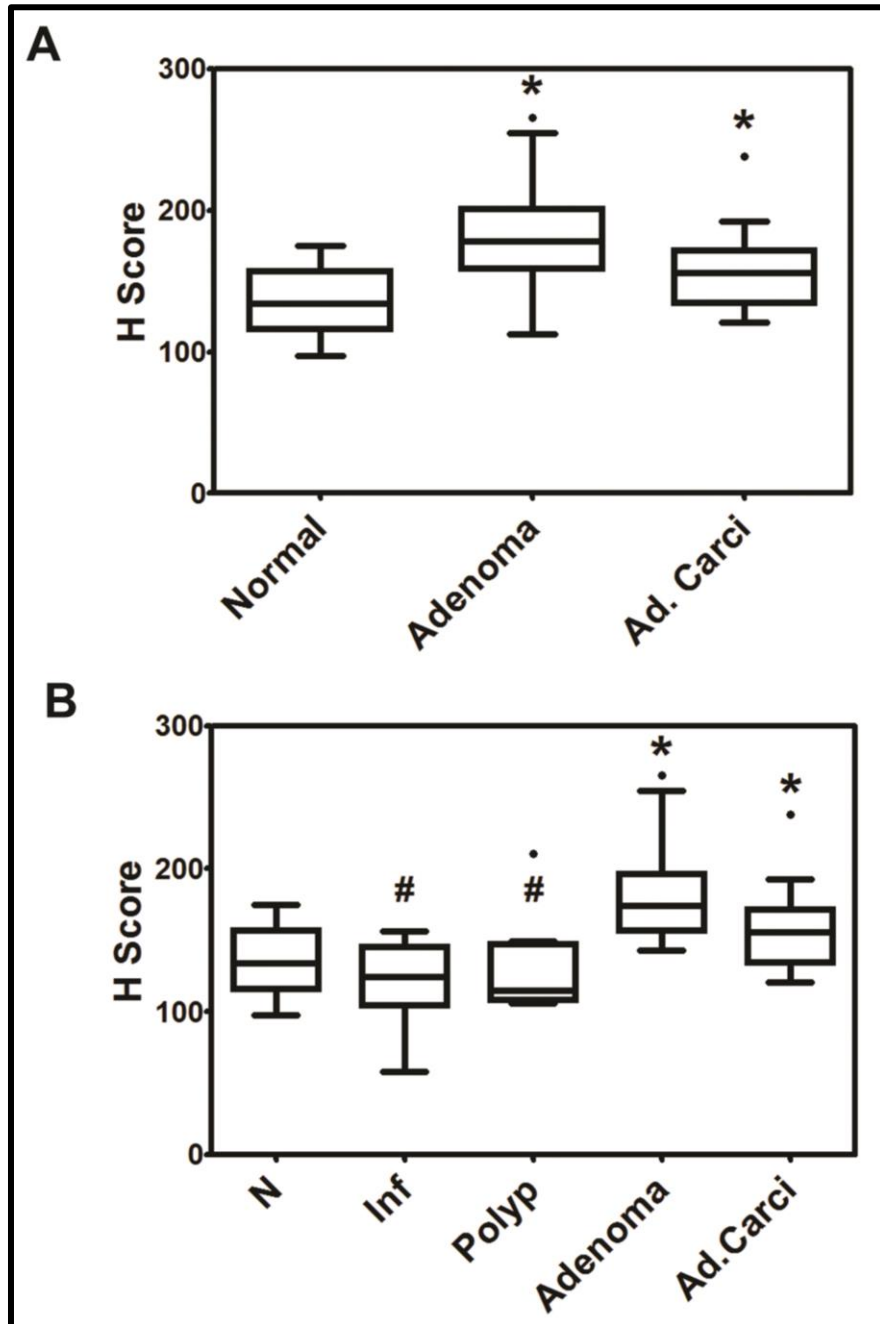 A
300
200
100
0
H Score
*
*
Normal
Adenoma
Ad. Carci
B
300
200
100
0
H Score
#
#
*
*
N
Inf
Polyp
Adenoma
Ad.Carci